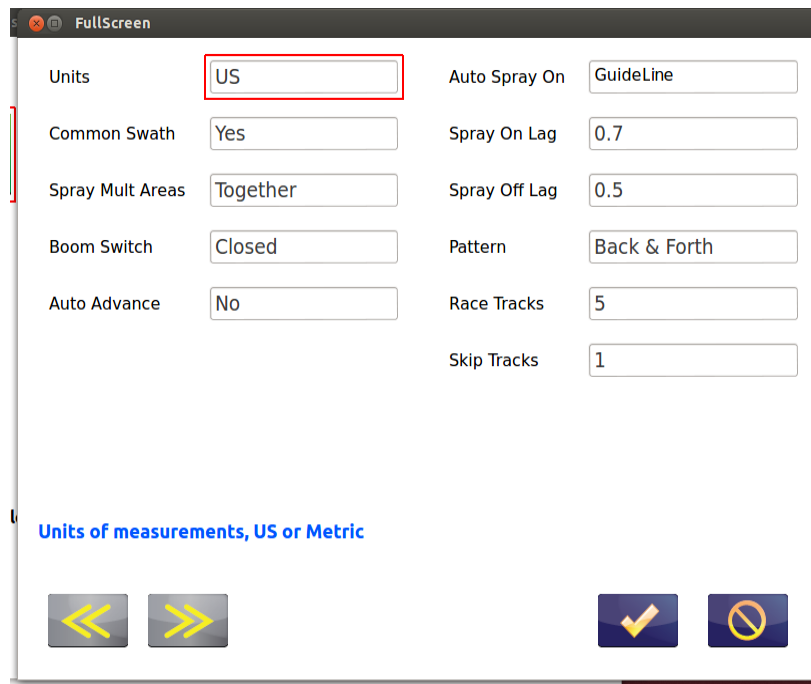 FullScreen
Units US
Common Swath Yes
Spray Mult Areas Together
Boom Switch Closed
Auto Advance No
Auto Spray On GuideLine
Spray On Lag 0.7
Spray Off Lag 0.5
Pattern Back & Forth
Race Tracks 5
Skip Tracks 1
Units of measurements, US or Metric